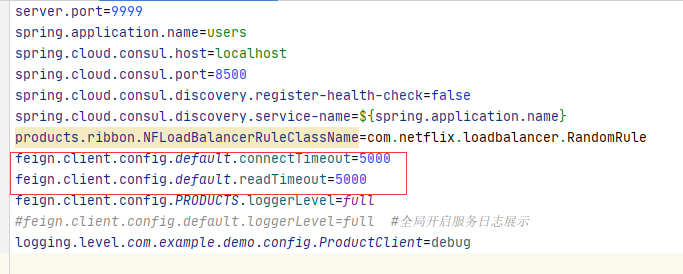 server.port=9999
spring.application.name=users
spring.cloud.consul.host=localhost
spring.cloud.consul.port=8500
spring.cloud.consul.discovery.register-health-check=false
spring.cloud.consul.discovery.service-name=${spring.application.name}
products.ribbon.NFLoadBalancerRuleClassName=com.netflix.loadbalancer.RandomRule
feign.client.config.default.connectTimeout=5000
feign.client.config.default.readTimeout=5000
feign.client.config.PRODUCTS.loggerLevel=full
#feign.client.config.default.loggerLevel=full  #全局开启服务日志展示
logging.level.com.example.demo.config.ProductClient=debug